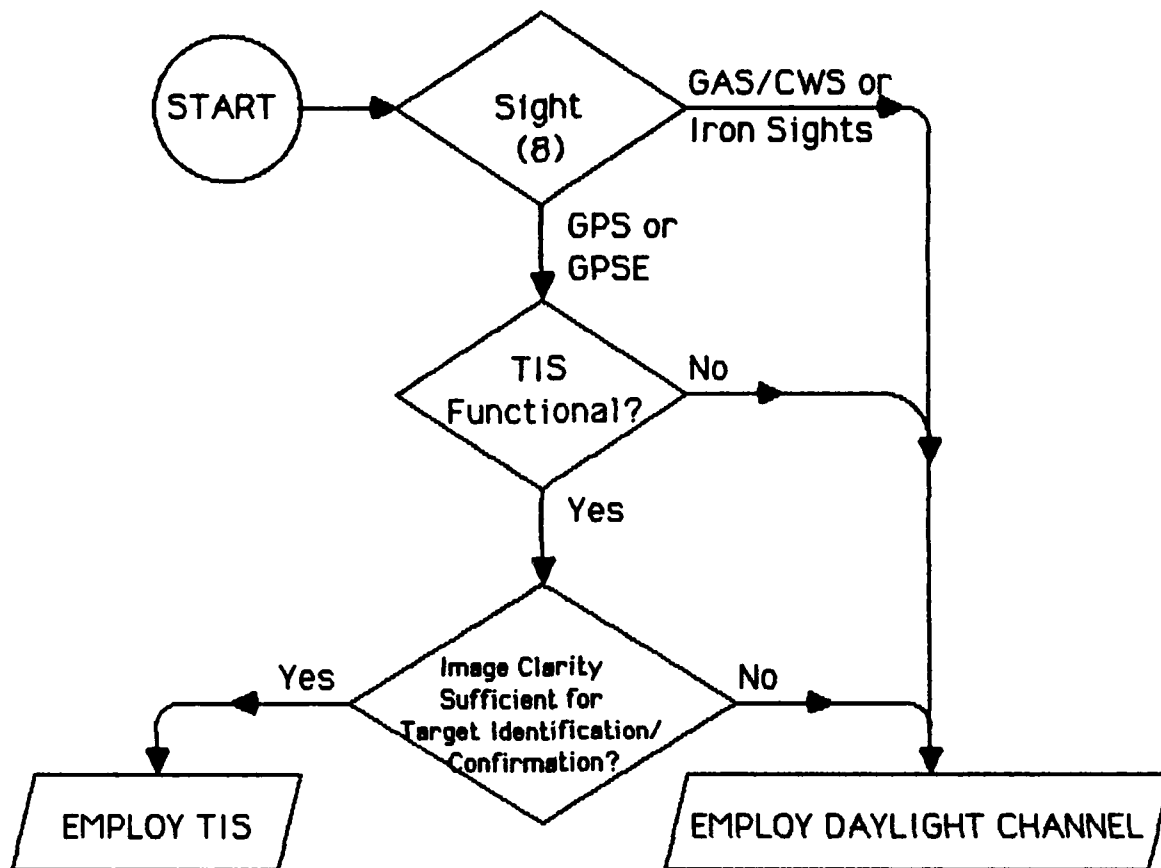 START
Sight
(8)
GAS/CWS or
Iron Sights
GPS or
GPSE
TIS
Functional?
No
Yes
Image Clarity
Sufficient for
Target Identification/
Confirmation?
Yes
No
EMPLOY TIS
EMPLOY DAYLIGHT CHANNEL